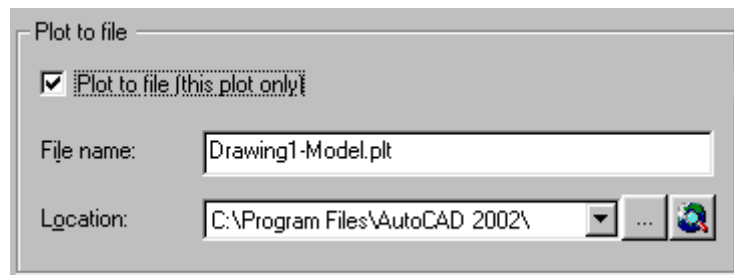 Plot to file
Plot to file (this plot only)
File name: Drawing1-Model.plt
Location: C:\Program Files\AutoCAD 2002\ ...